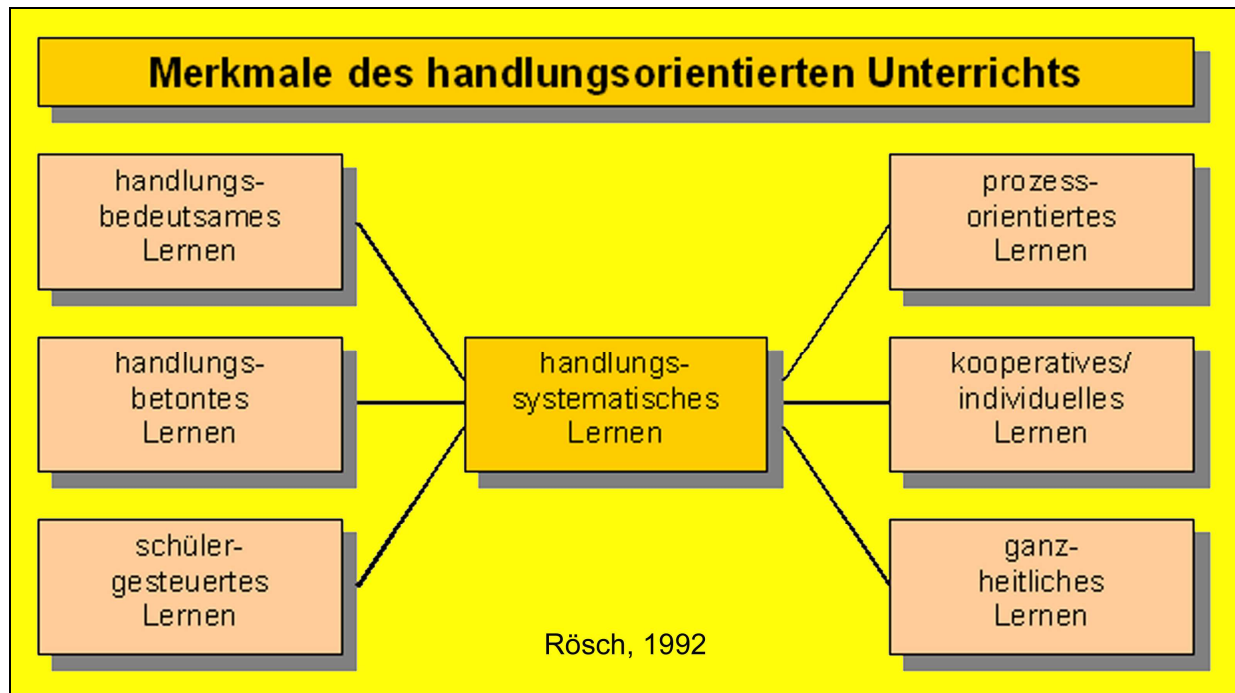 Merkmale des handlungsorientierten Unterrichts
handlungs-
bedeutsames
Lernen
handlungs-
betontes
Lernen
schüler-
gesteuertes
Lernen
handlungs-
systematisches
Lernen
prozess-
orientiertes
Lernen
kooperatives/
individuelles
Lernen
ganz-
heitliches
Lernen
Rösch, 1992